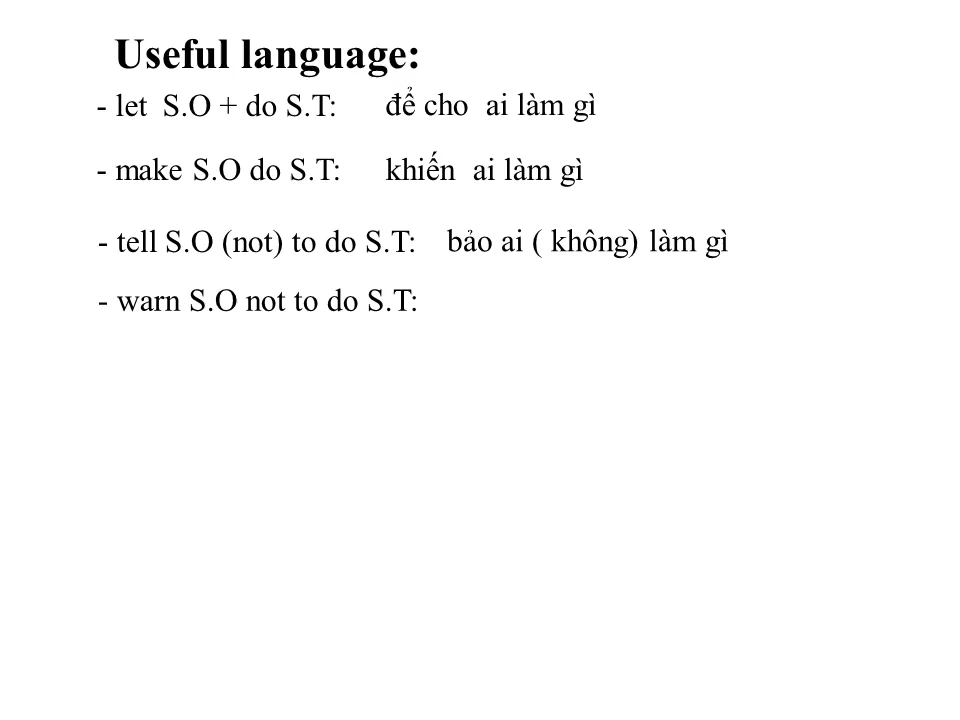 Useful language:
- let  S.O + do S.T: để cho  ai làm gì
- make S.O do S.T: khiến  ai làm gì
- tell S.O (not) to do S.T: bảo ai ( không) làm gì
- warn S.O not to do S.T: